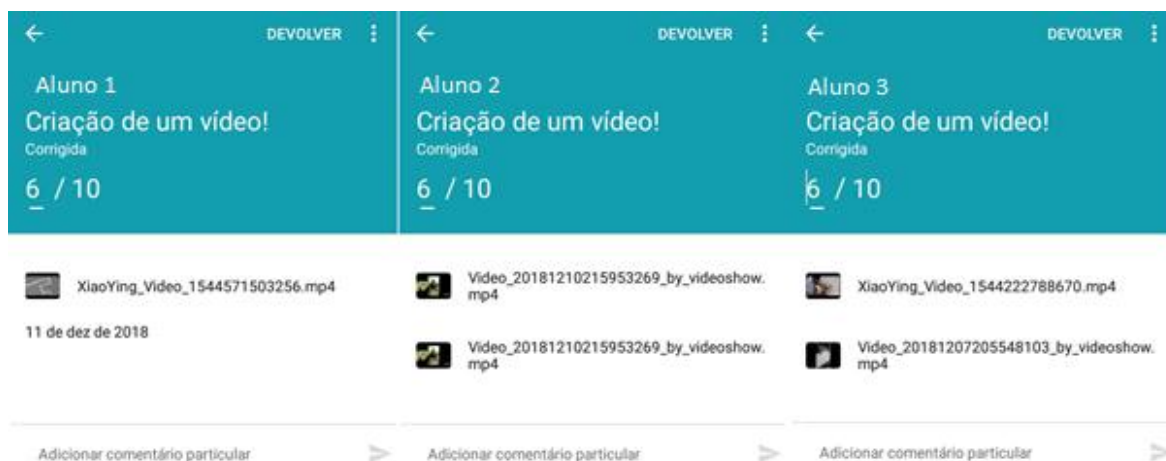 DEVOLVER
Aluno 1
Criação de um vídeo!
Corrigida
6 / 10
XiaoYing_Video_1544571503256.mp4
11 de dez de 2018
Adicionar comentário particular
DEVOLVER
Aluno 2
Criação de um vídeo!
Corrigida
6 / 10
Video_20181210215953269_by_videoshow.
mp4
Video_20181210215953269_by_videoshow.
mp4
Adicionar comentário particular
DEVOLVER
Aluno 3
Criação de um vídeo!
Corrigida
6 / 10
XiaoYing_Video_1544222788670.mp4
Video_20181207205548103_by_videoshow.
mp4
Adicionar comentário particular